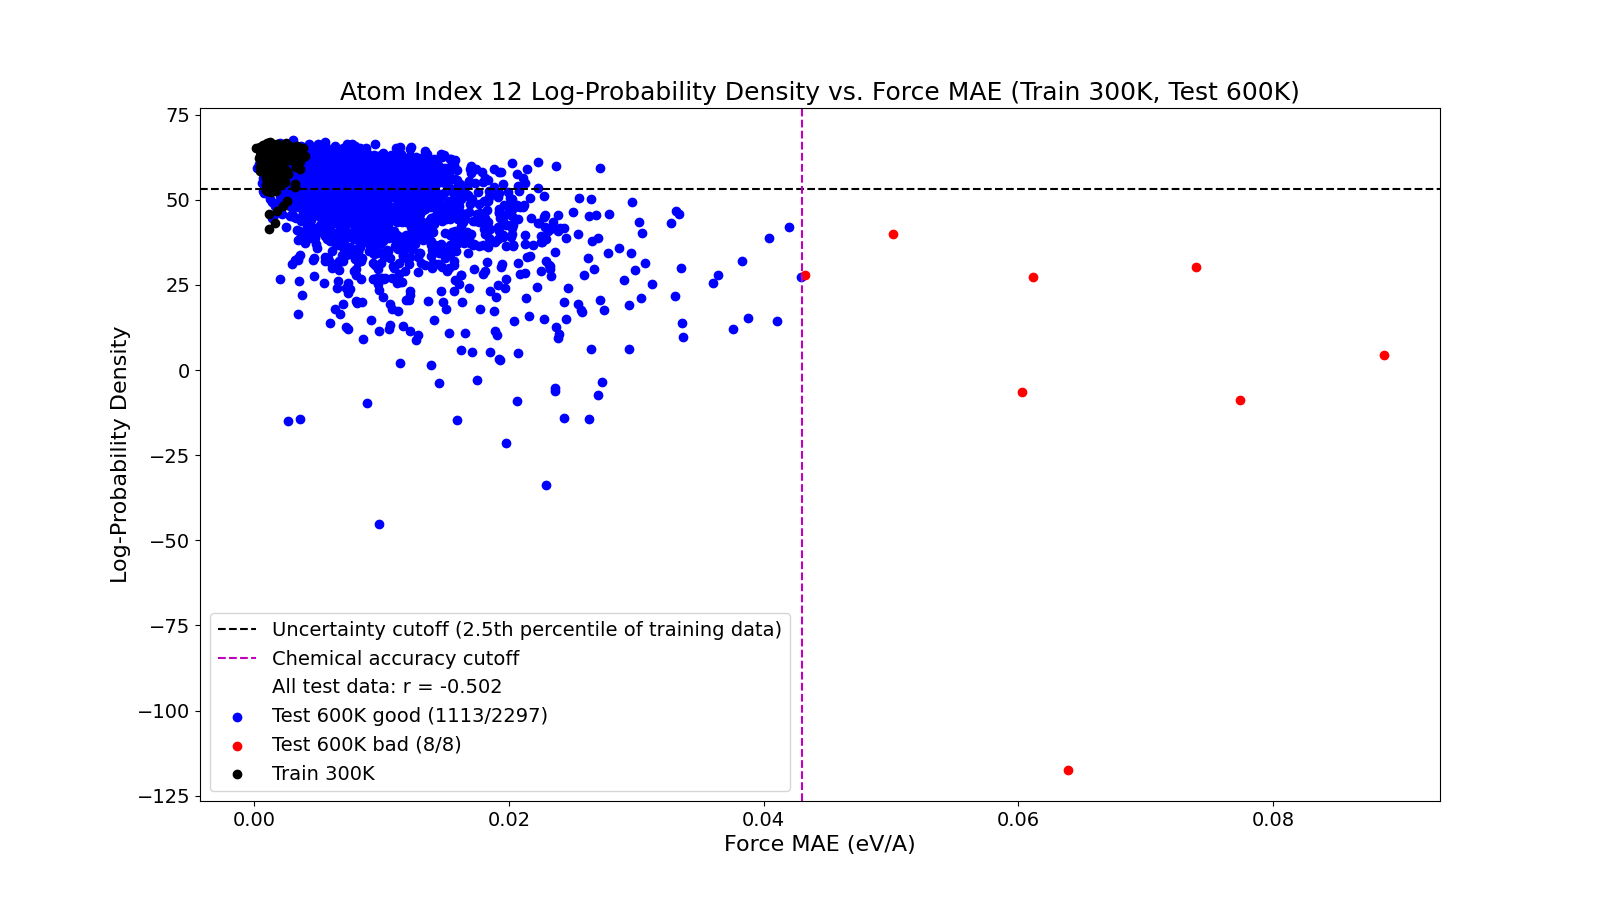 Atom Index 12 Log-Probability Density vs. Force MAE (Train 300K, Test 600K)
75
50
25
0
−25
−50
−75
−100
−125
Log-Probability Density
Uncertainty cutoff (2.5th percentile of training data)
Chemical accuracy cutoff
All test data: r = -0.502
Test 600K good (1113/2297)
Test 600K bad (8/8)
Train 300K
0.00 0.02 0.04 0.06 0.08
Force MAE (eV/A)